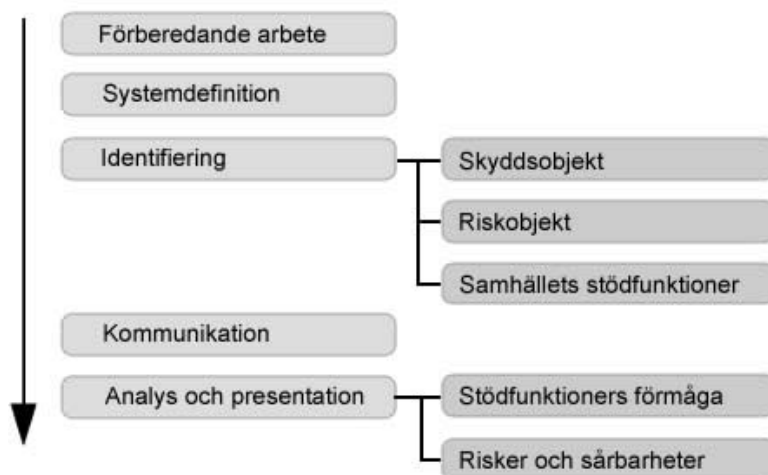 Förberedande arbete
Systemdefinition
Identifiering
Skyddsobjekt
Riskobjekt
Samhällets stödfunktioner
Kommunikation
Analys och presentation
Stödfunktioners förmåga
Risker och sårbarheter